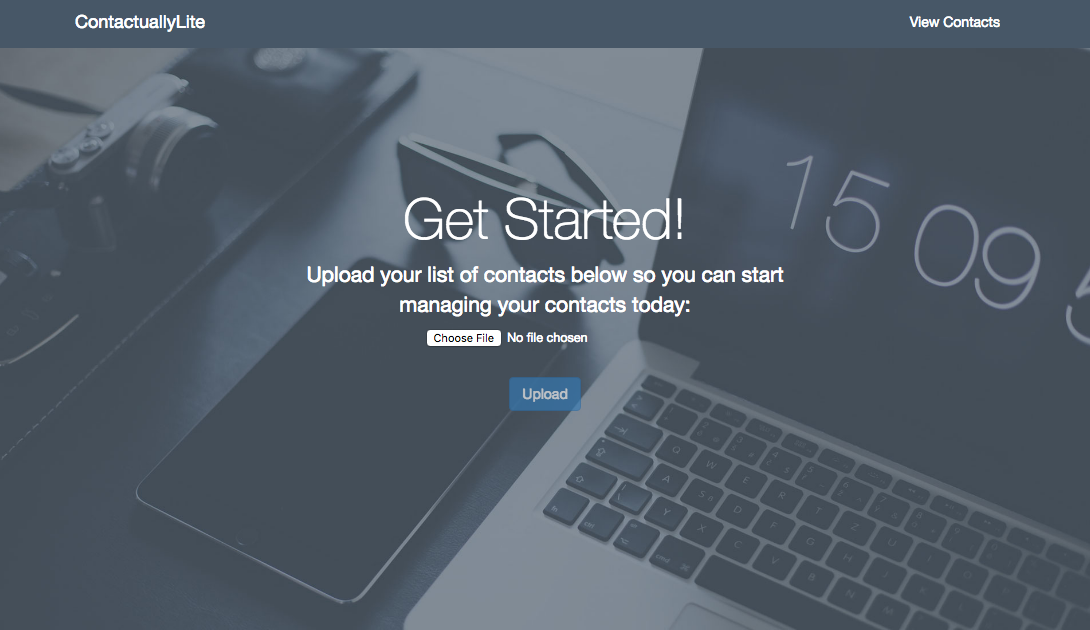 ContactuallyLite
View Contacts
Get Started!
Upload your list of contacts below so you can start
managing your contacts today:
Choose File No file chosen
Upload
15 09